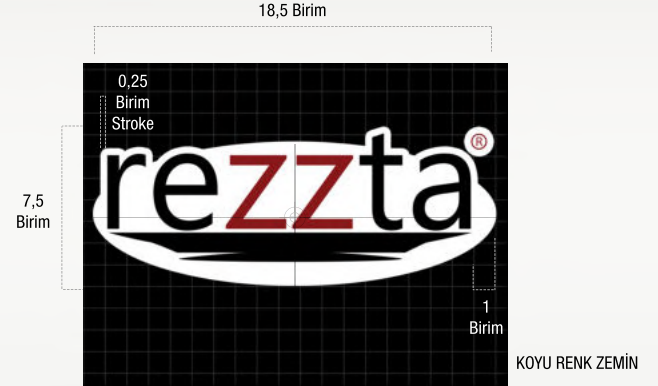 18,5 Birim
0,25
Birim
Stroke
rezzta®
7,5
Birim
1
Birim
KOYU RENK ZEMİN